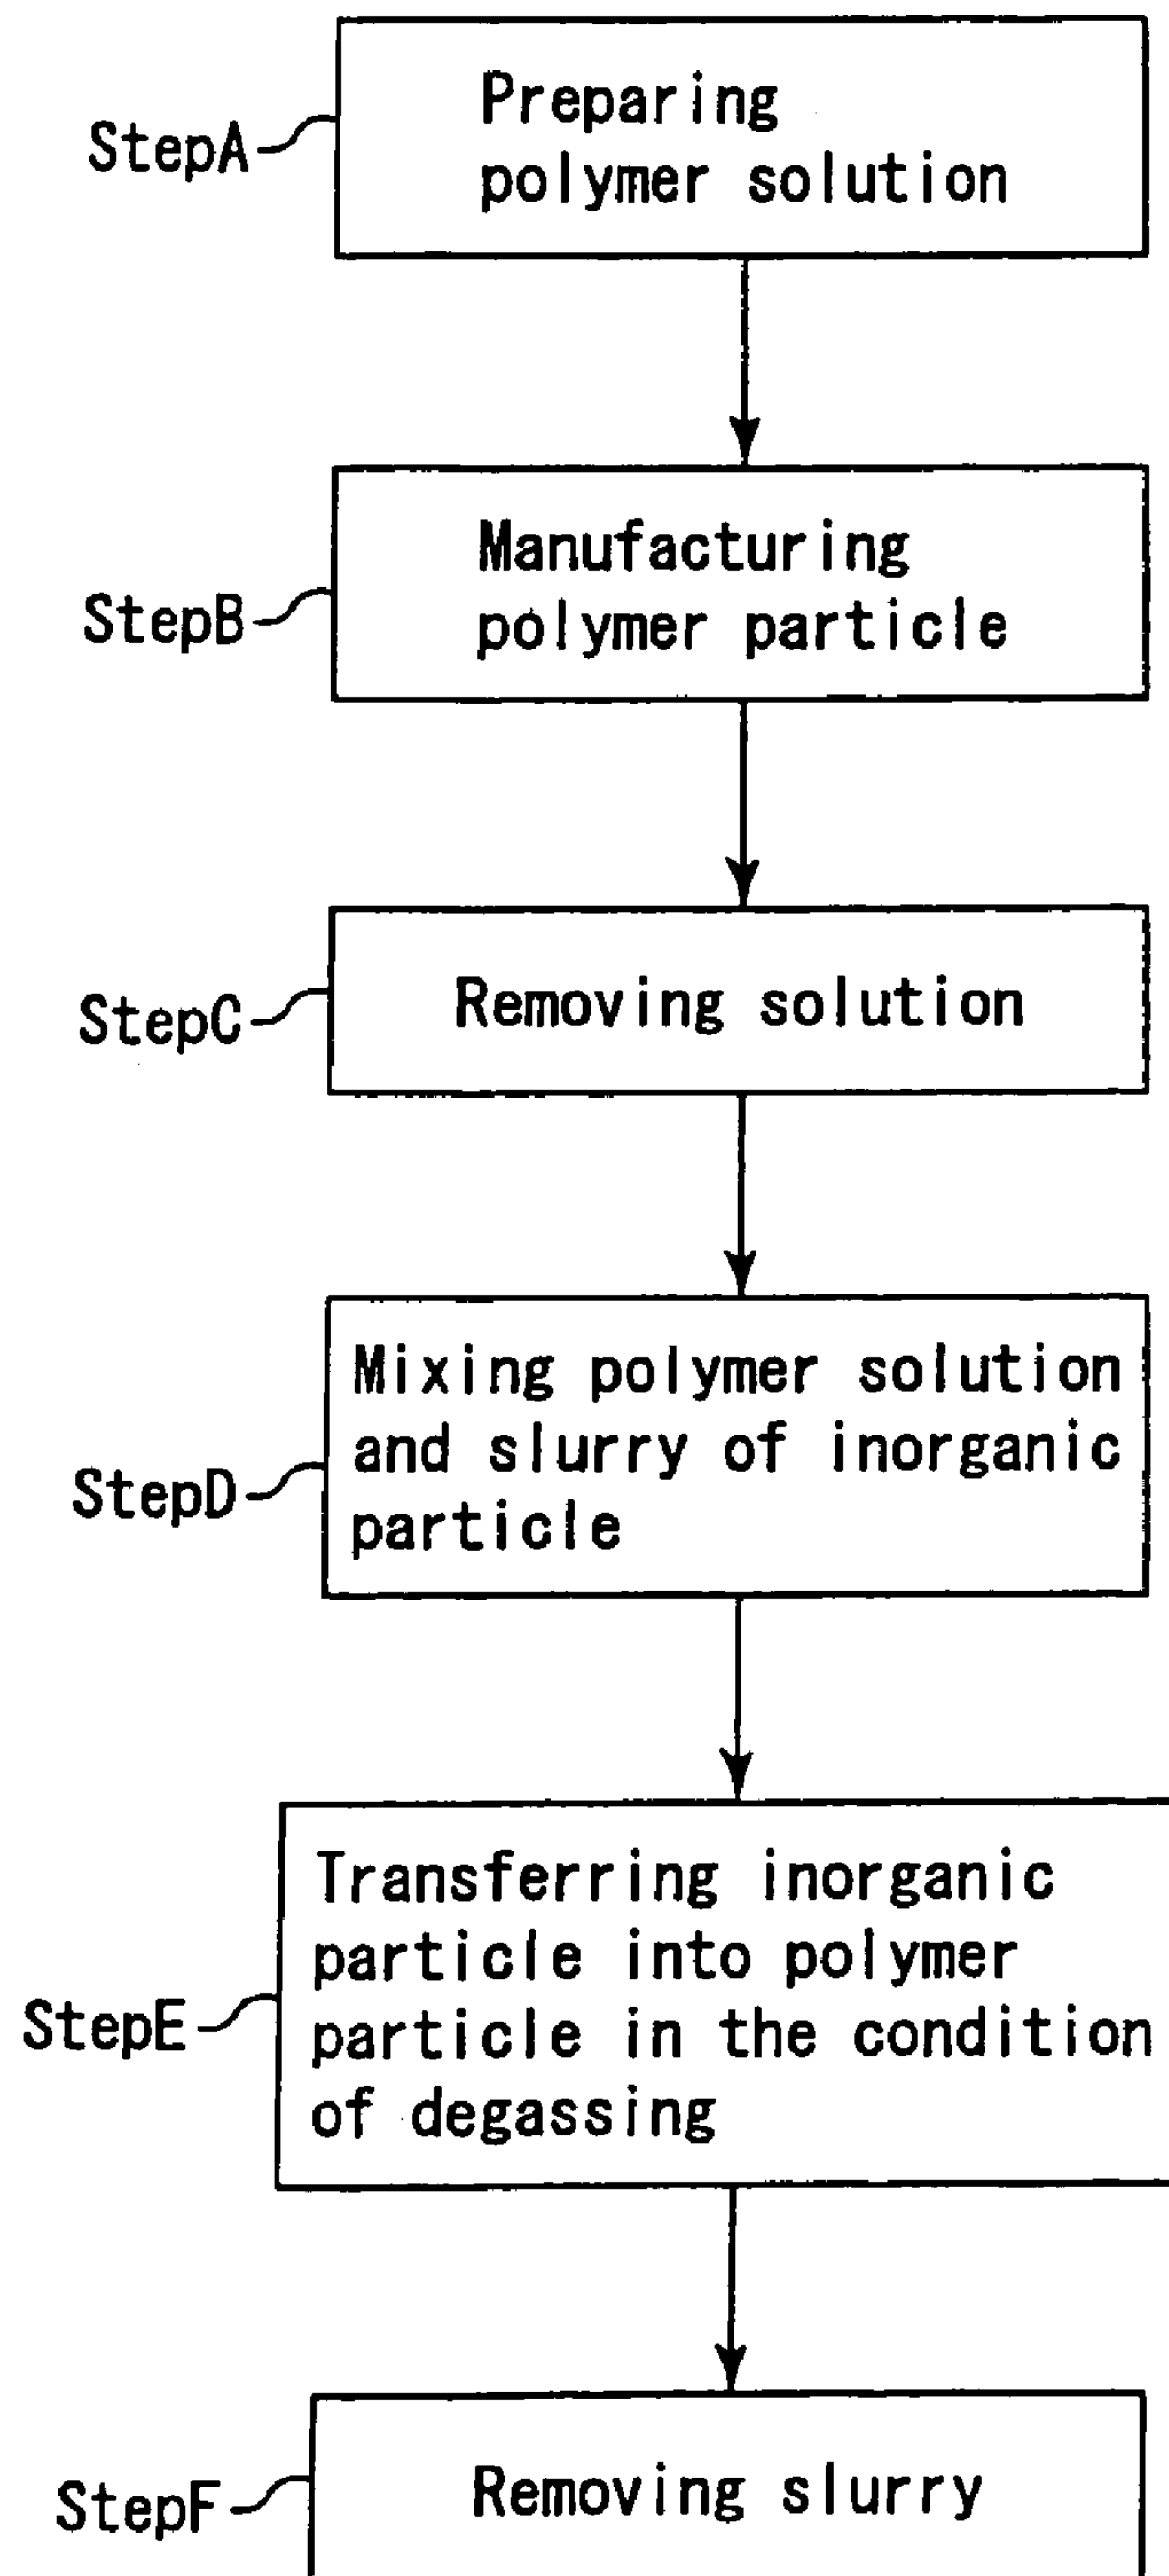 StepA
Preparing
polymer solution
StepB
Manufacturing
polymer particle
StepC
Removing solution
StepD
Mixing polymer solution
and slurry of inorganic
particle
StepE
Transferring inorganic
particle into polymer
particle in the condition
of degassing
StepF
Removing slurry